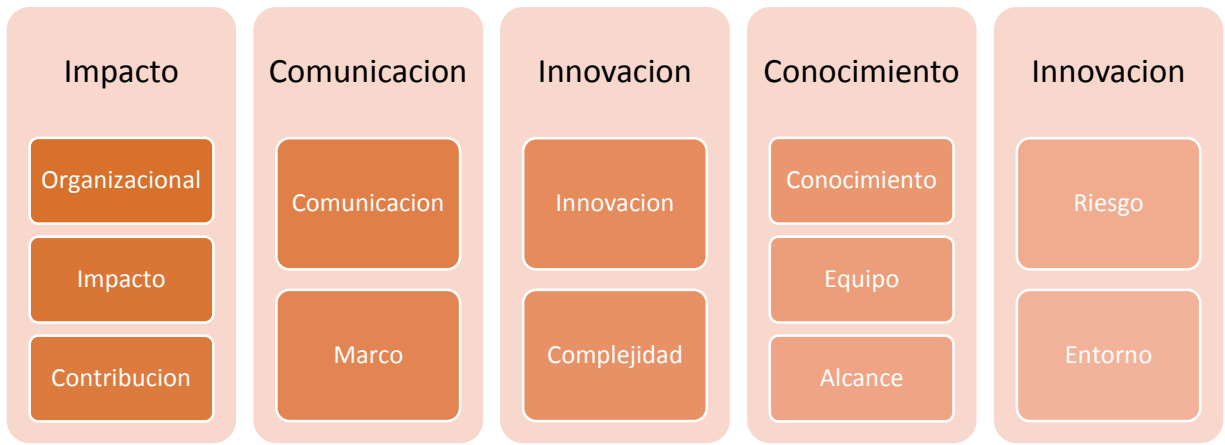 Impacto
Organizacional
Impacto
Contribucion
Comunicacion
Comunicacion
Marco
Innovacion
Innovacion
Complejidad
Conocimiento
Conocimiento
Equipo
Alcance
Innovacion
Riesgo
Entorno